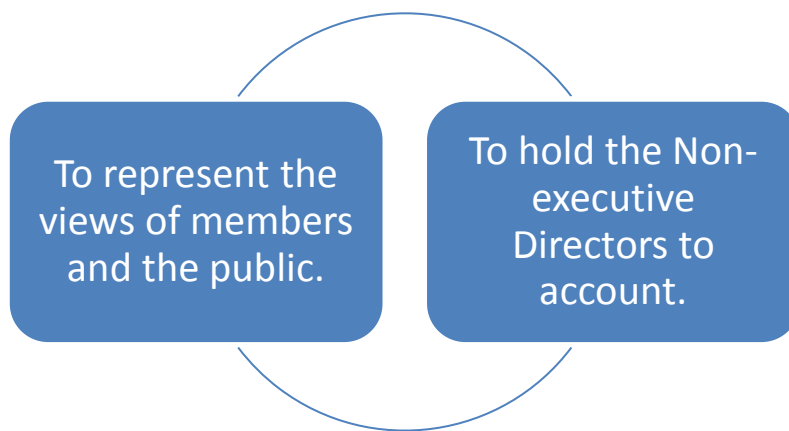 To represent the
views of members
and the public.
To hold the Non-
executive
Directors to
account.